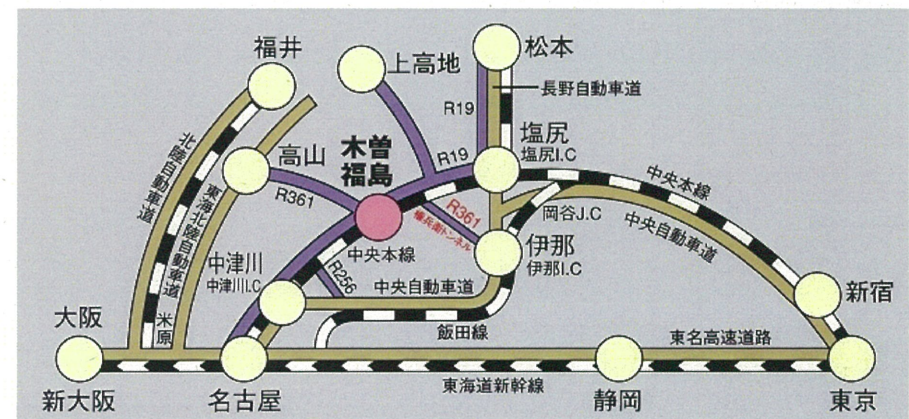 福井
上高地
松本
長野自動車道
R19
北陸自動車道
東海北陸自動車道
高山
木曽
福島
R19
塩尻
塩尻I.C
R361
R361
権兵衛トンネル
中央本線
岡谷J.C
中央自動車道
中津川
中津川I.C
中央本線
R256
伊那
伊那I.C
中央自動車道
飯田線
新宿
米原
大阪
東名高速道路
新大阪
名古屋
東海道新幹線
静岡
東京